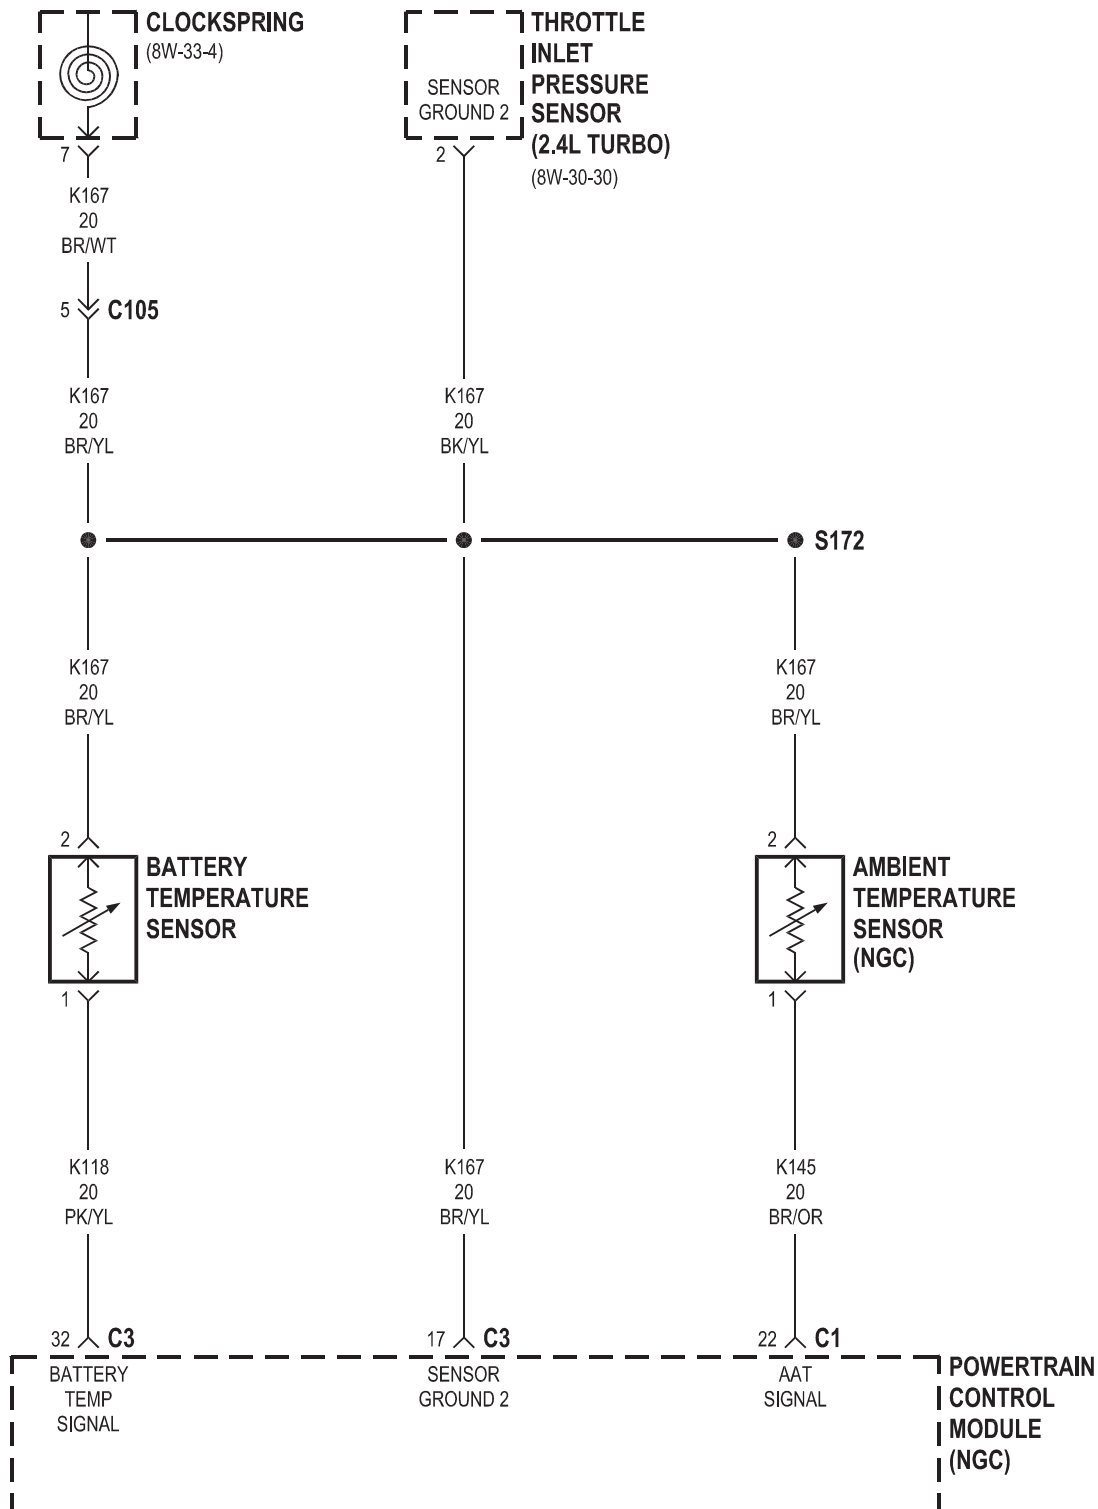 CLOCKSPRING
(8W-33-4)
THROTTLE
INLET
PRESSURE
SENSOR
(2.4L TURBO)
(8W-30-30)
SENSOR
GROUND 2
7
2
K167
20
BR/WT
5
C105
K167
20
BR/YL
K167
20
BK/YL
S172
K167
20
BR/YL
K167
20
BR/YL
2
BATTERY
TEMPERATURE
SENSOR
1
2
AMBIENT
TEMPERATURE
SENSOR
(NGC)
1
K118
20
PK/YL
K167
20
BR/YL
K145
20
BR/OR
32
C3
17
C3
22
C1
BATTERY
TEMP
SIGNAL
SENSOR
GROUND 2
AAT
SIGNAL
POWERTRAIN
CONTROL
MODULE
(NGC)